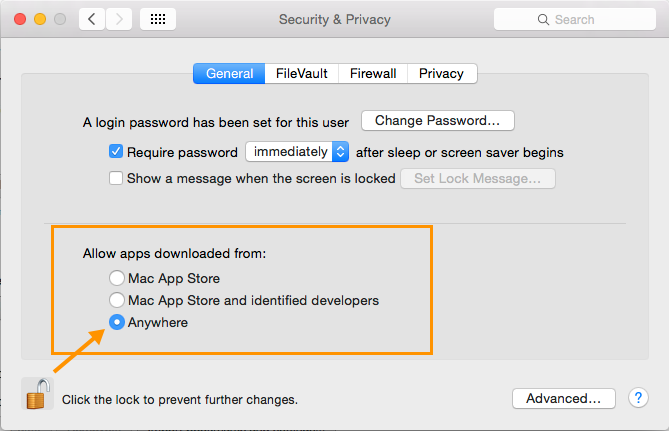 Security & Privacy
Search
General FileVault Firewall Privacy
A login password has been set for this user Change Password...
Require password immediately after sleep or screen saver begins
Show a message when the screen is locked Set Lock Message...
Allow apps downloaded from:
Mac App Store
Mac App Store and identified developers
Anywhere
Click the lock to prevent further changes.
Advanced...
?